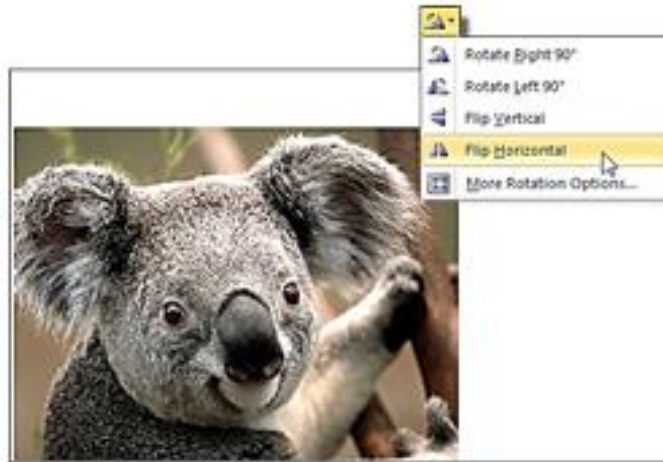 Rotate Right 90°
Rotate Left 90°
Flip Vertical
Flip Horizontal
More Rotation Options...